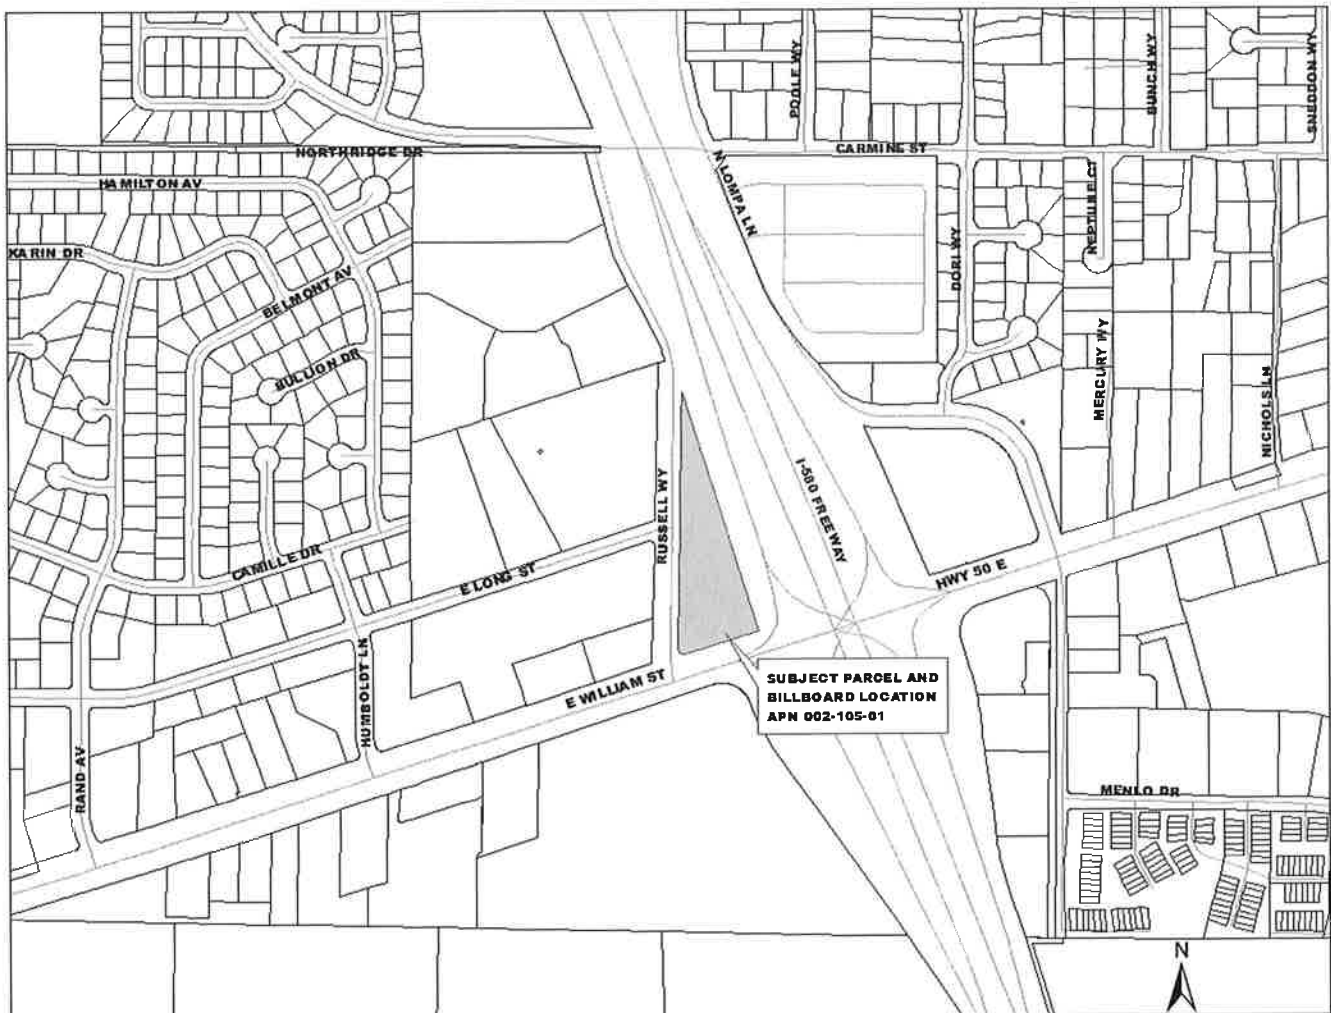 POOLE WY
BUNCH WY
SNEDDON WY
CARMINE ST
NORTHRIDGE DR
HAMILTON AV
N LOMPA LN
NEPTUNE CT
KARIN DR
DORI WY
BELMONT AV
BULLION DR
MERCURY WY
NICHOLS LN
RUSSELL WY
I-580 FREEWAY
CAMILLE DR
E LONG ST
HWY 50 E
HUMBOLDT LN
E WILLIAM ST
SUBJECT PARCEL AND
BILLBOARD LOCATION
APN 002-105-01
RAND AV
MENLO DR
N